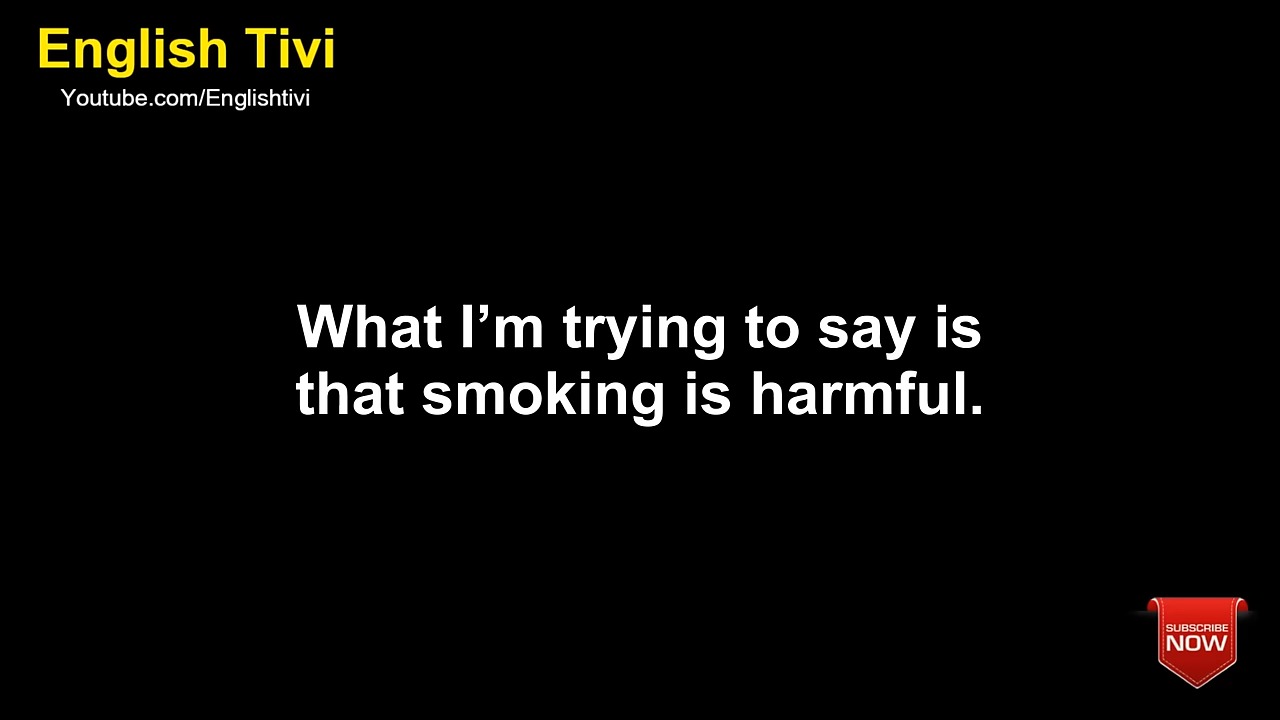 English Tivi
Youtube.com/Englishtivi
What I’m trying to say is
that smoking is harmful.
SUBSCRIBE
NOW